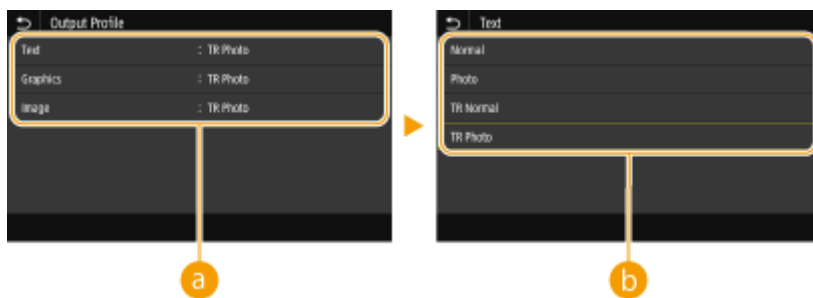 Output Profile
Text : TR Photo
Graphics : TR Photo
Image : TR Photo
a
Text
Normal
Photo
TR Normal
TR Photo
b